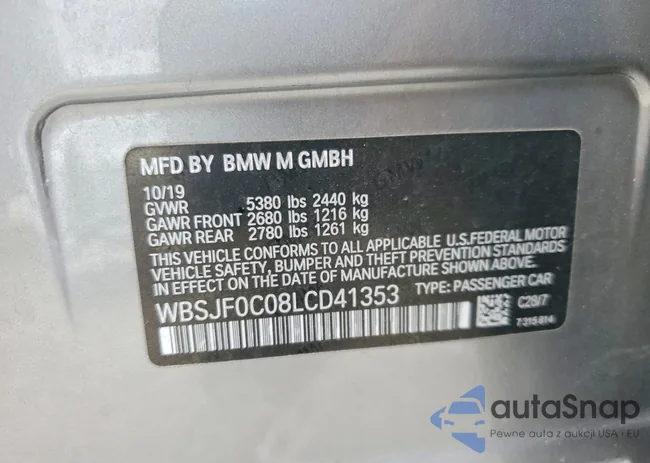 MFD BY BMW M GMBH
10/19
GVWR 5380 lbs 2440 kg
GAWR FRONT 2680 lbs 1216 kg
GAWR REAR 2780 lbs 1261 kg
THIS VEHICLE CONFORMS TO ALL APPLICABLE U.S.FEDERAL MOTOR
VEHICLE SAFETY, BUMPER AND THEFT PREVENTION STANDARDS
IN EFFECT ON THE DATE OF MANUFACTURE SHOWN ABOVE.
WBSJF0C08LCD41353 TYPE: PASSENGER CAR
C28/7
7 315 814
autaSnap
Pewne auta z aukcji USA i EU